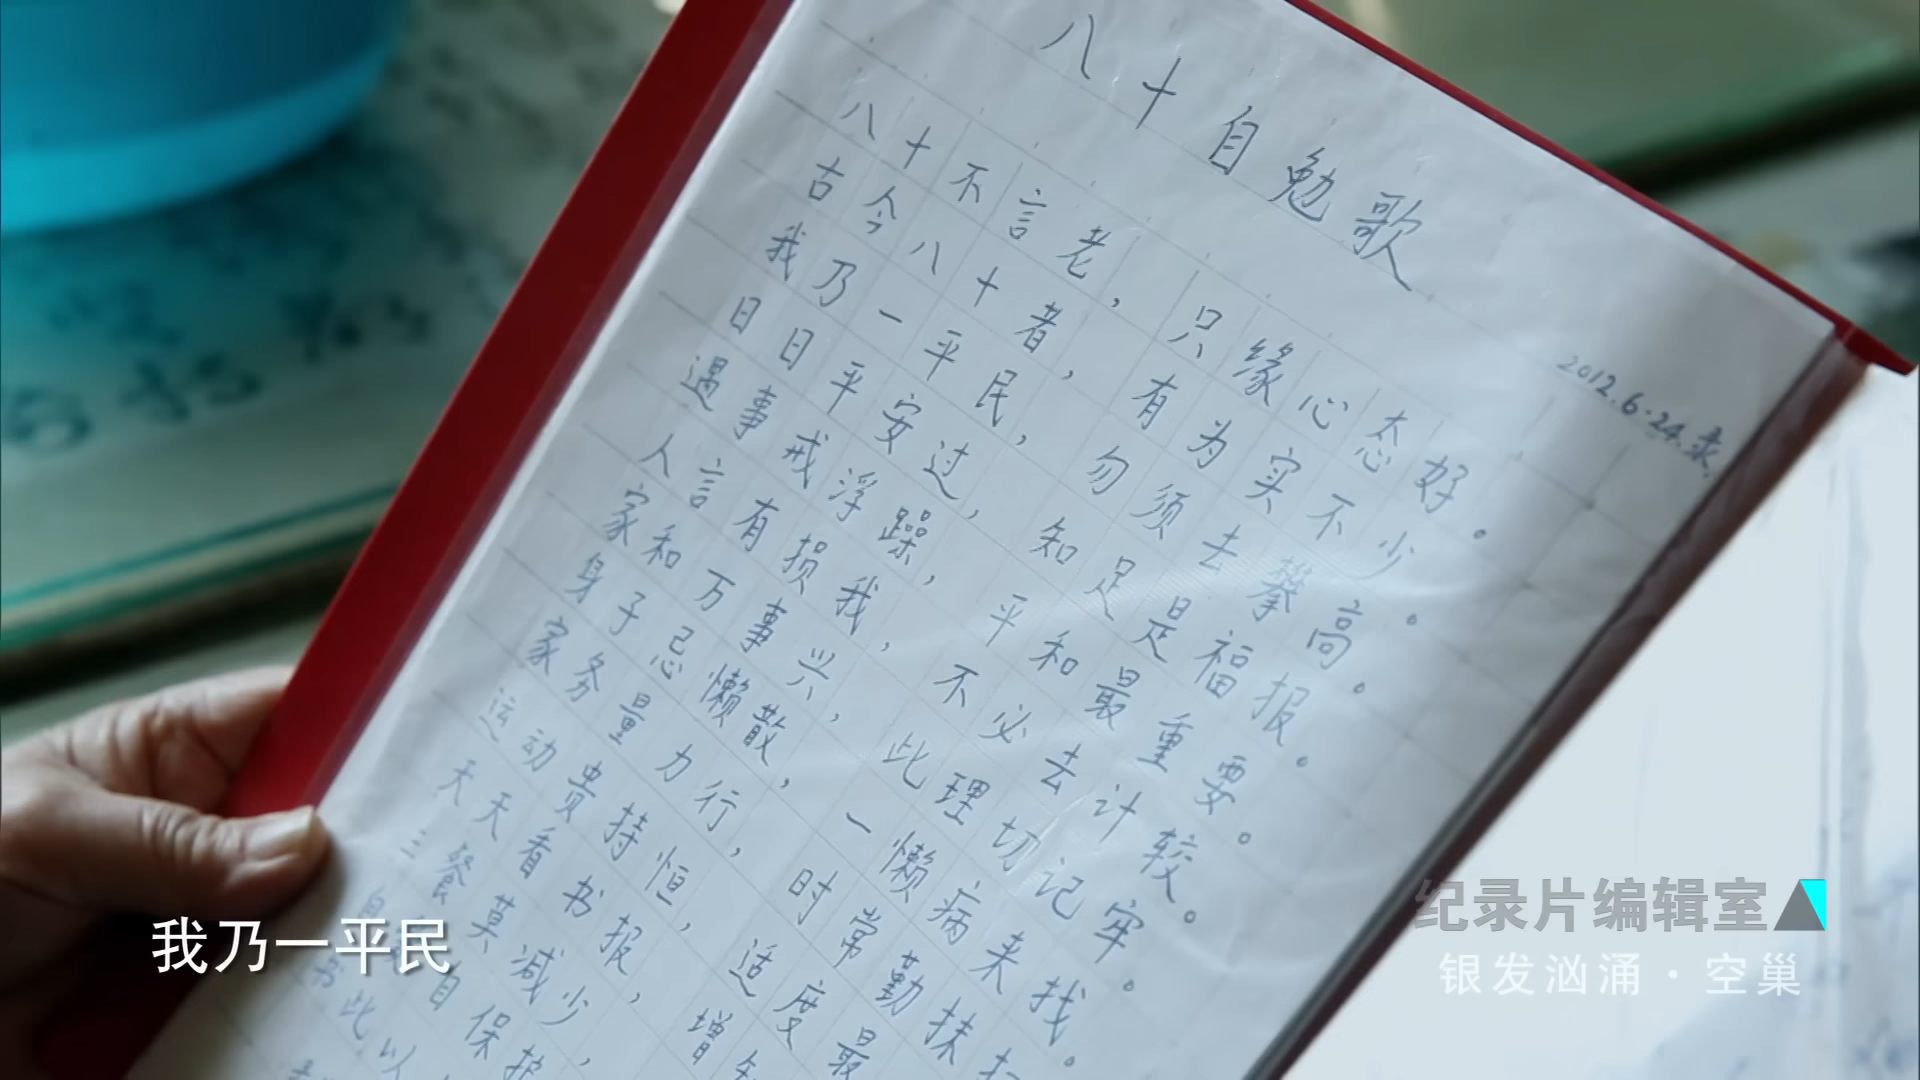 八十自勉歌
2012.6.24.录.
八十不言老，只缘心态好。
古今八十者，有为实不少。
我乃一平民，勿须去攀高。
日日平安过，知足是福报。
遇事戒浮躁，平和最重要。
人言有损我，不必去计较。
家和万事兴，此理切记牢。
身子忌懒散，一懒病来找。
家务量力行，时常勤抹扫
运动贵持恒，适度最
天天看书报，增
三餐莫减少，
自保护
书此以
我乃一平民
纪录片编辑室
银发汹涌·空巢